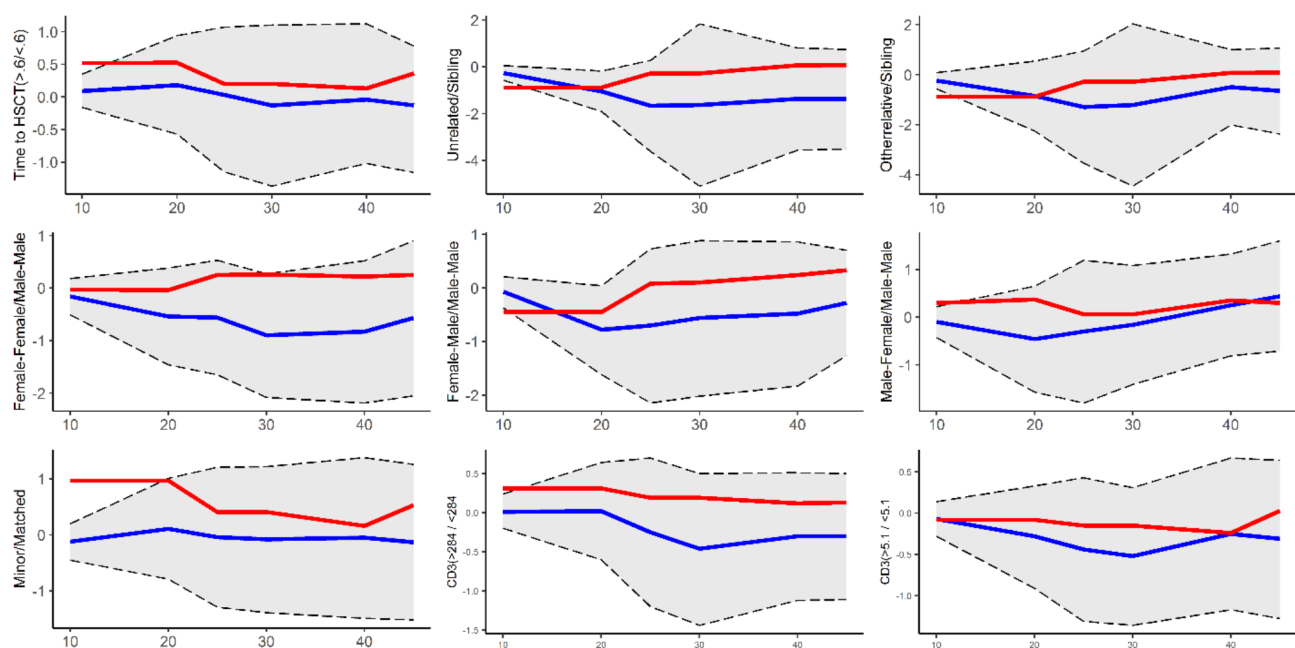 Time to HSCT(>.6/<.6)
1.0
0.5
0.0
-0.5
-1.0
10 20 30 40
Unrelated/Sibling
2
0
-2
-4
10 20 30 40
Otherrelative/Sibling
2
0
-2
-4
10 20 30 40
Female-Female/Male-Male
1
0
-1
-2
10 20 30 40
Female-Male/Male-Male
1
0
-1
-2
10 20 30 40
Male-Female/Male-Male
1
0
-1
10 20 30 40
Minor/Matched
1
0
-1
10 20 30 40
CD3(>284 / <284
0.5
0.0
-0.5
-1.0
-1.5
10 20 30 40
CD3(>5.1 / <5.1
0.5
0.0
-0.5
-1.0
10 20 30 40